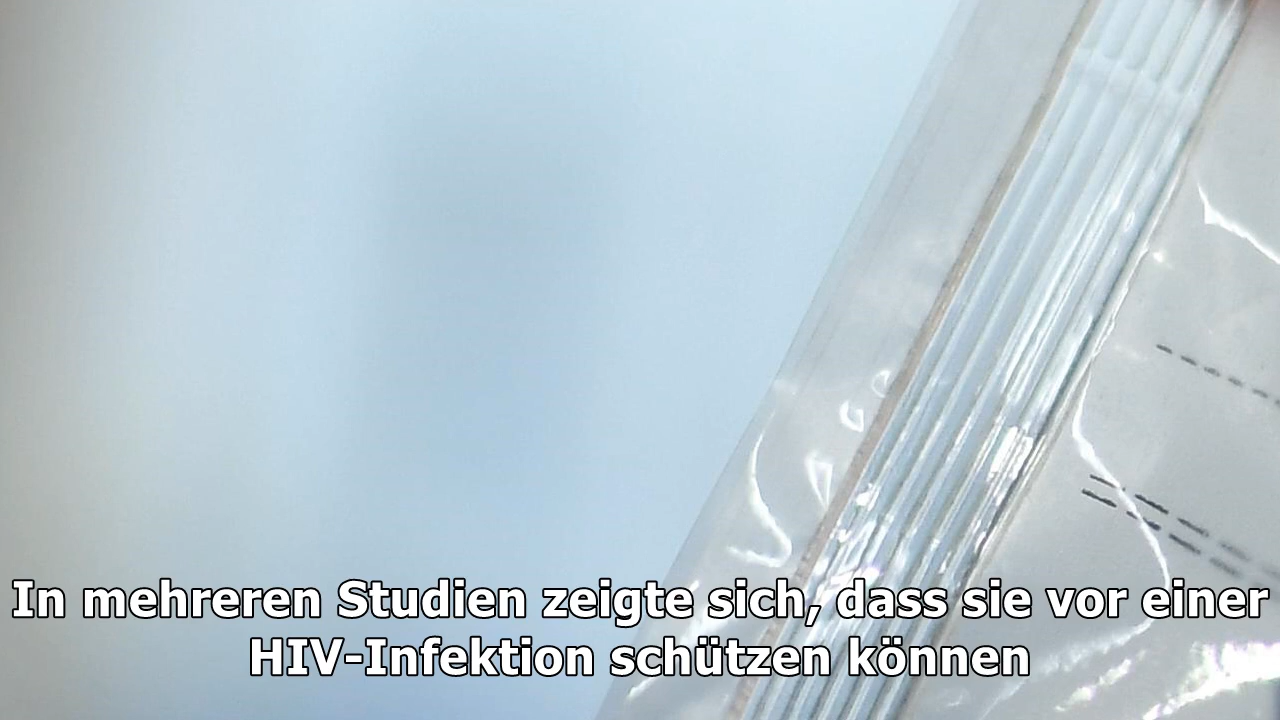 In mehreren Studien zeigte sich, dass sie vor einer
HIV-Infektion schützen können